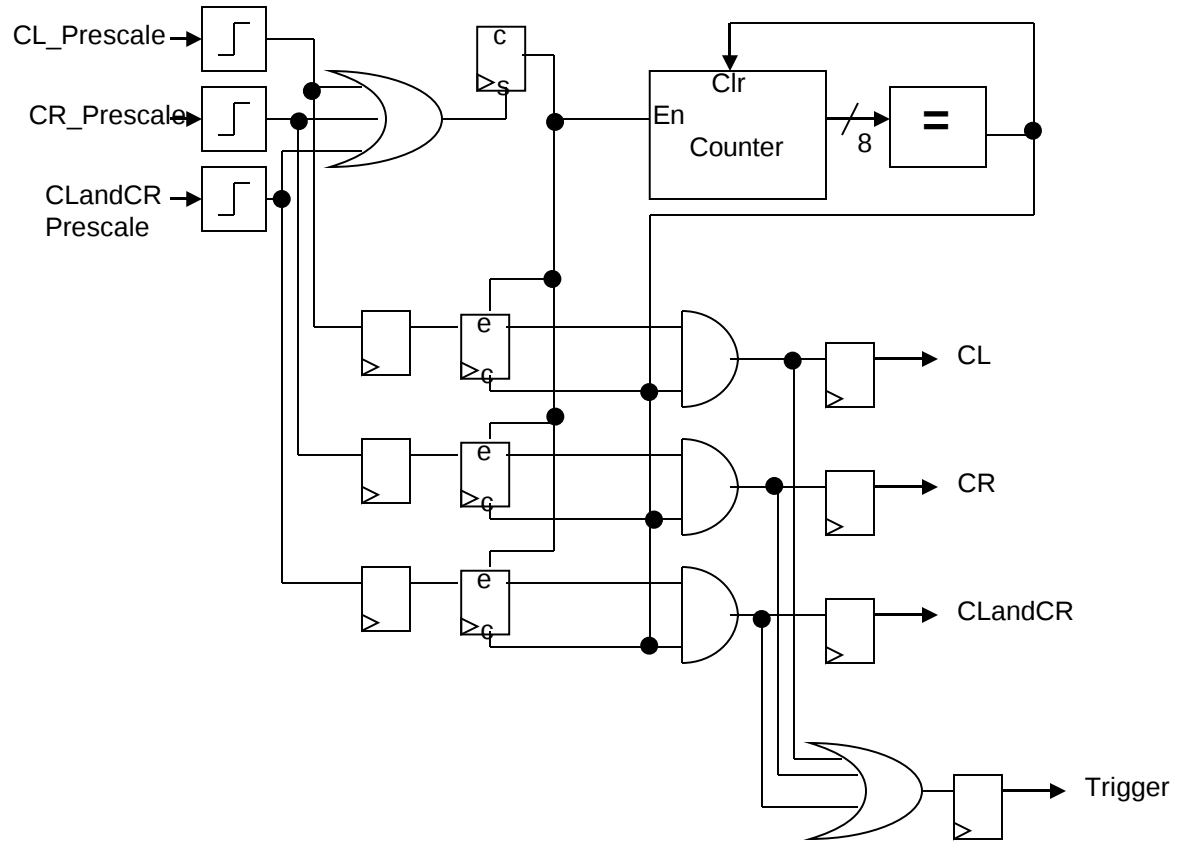 CL_Prescale
c
s
CR_Prescale
Clr
En
Counter
8
=
CLandCR
Prescale
e
c
CL
e
c
CR
e
c
CLandCR
Trigger